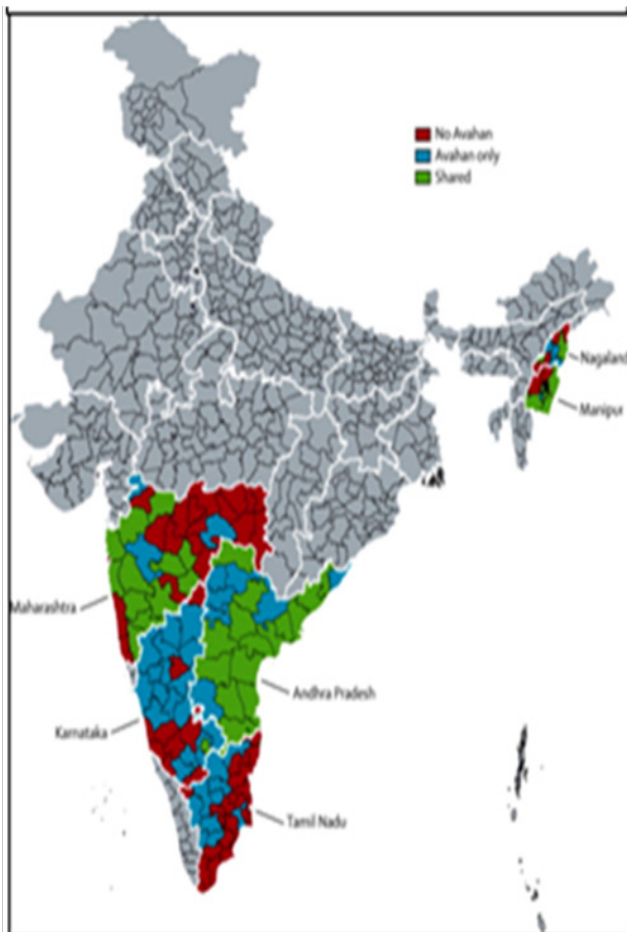 No Avahan
Avahan only
Shared
Nagaland
Manipur
Maharashtra
Andhra Pradesh
Karnataka
Tamil Nadu